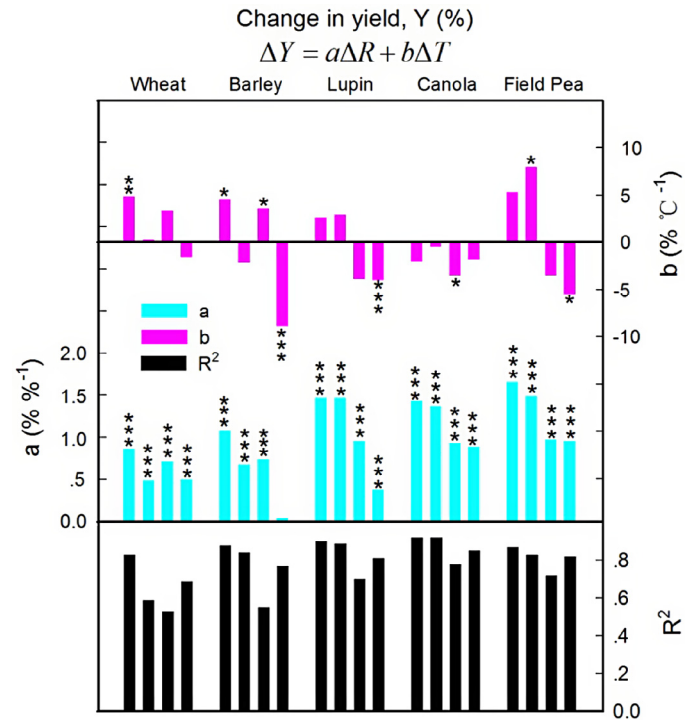 Change in yield, Y (%)
ΔY = aΔR + bΔT
Wheat Barley Lupin Canola Field Pea
10
5
0
-5
-10
b (% °C⁻¹)
** * * *
*** *** * *
a
b
R²
a (% %⁻¹)
2.0
1.5
1.0
.5
0.0
*** *** *** *** *** *** *** *** *** *** *** *** *** *** *** *** *** *** ***
.8
.6
.4
.2
0.0
R²